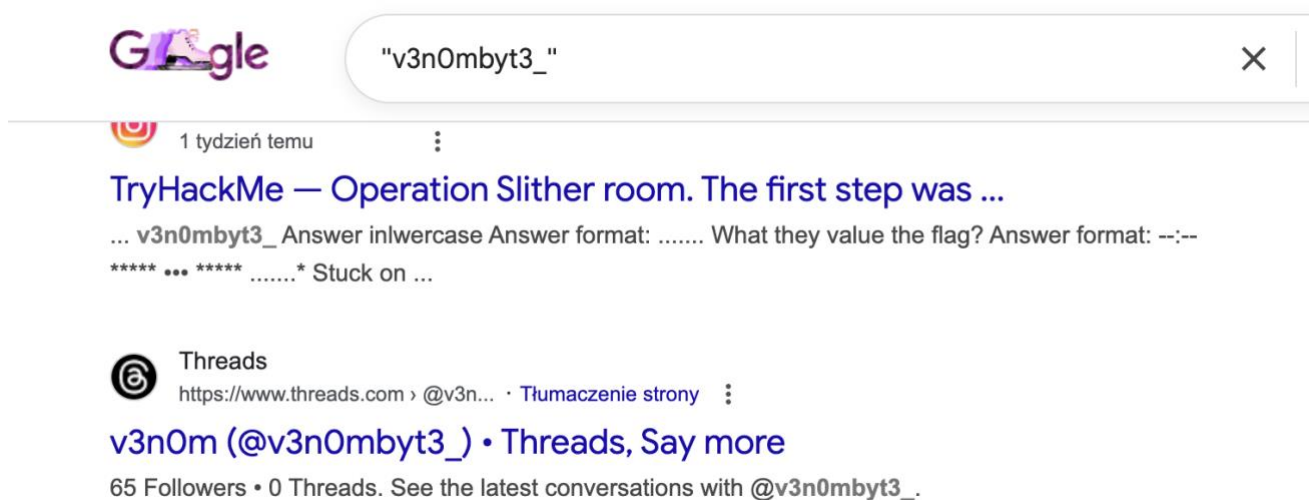 Google
"v3n0mbyt3_"
1 tydzień temu
TryHackMe — Operation Slither room. The first step was ...
... v3n0mbyt3_ Answer inlwercase Answer format: ....... What they value the flag? Answer format: --:--
***** ••• ***** .......* Stuck on ...
Threads
https://www.threads.com › @v3n... · Tłumaczenie strony
v3n0m (@v3n0mbyt3_) • Threads, Say more
65 Followers • 0 Threads. See the latest conversations with @v3n0mbyt3_.